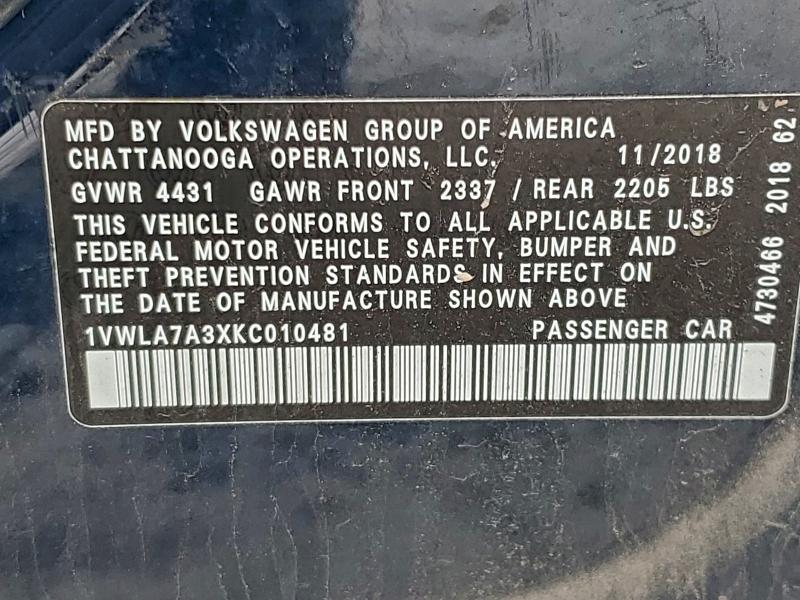 MFD BY VOLKSWAGEN GROUP OF AMERICA
CHATTANOOGA OPERATIONS, LLC. 11/2018
GVWR 4431 GAWR FRONT 2337 / REAR 2205 LBS
THIS VEHICLE CONFORMS TO ALL APPLICABLE U.S.
FEDERAL MOTOR VEHICLE SAFETY, BUMPER AND
THEFT PREVENTION STANDARDS IN EFFECT ON
THE DATE OF MANUFACTURE SHOWN ABOVE
1VWLA7A3XKC010481 PASSENGER CAR
4730466 2018 62